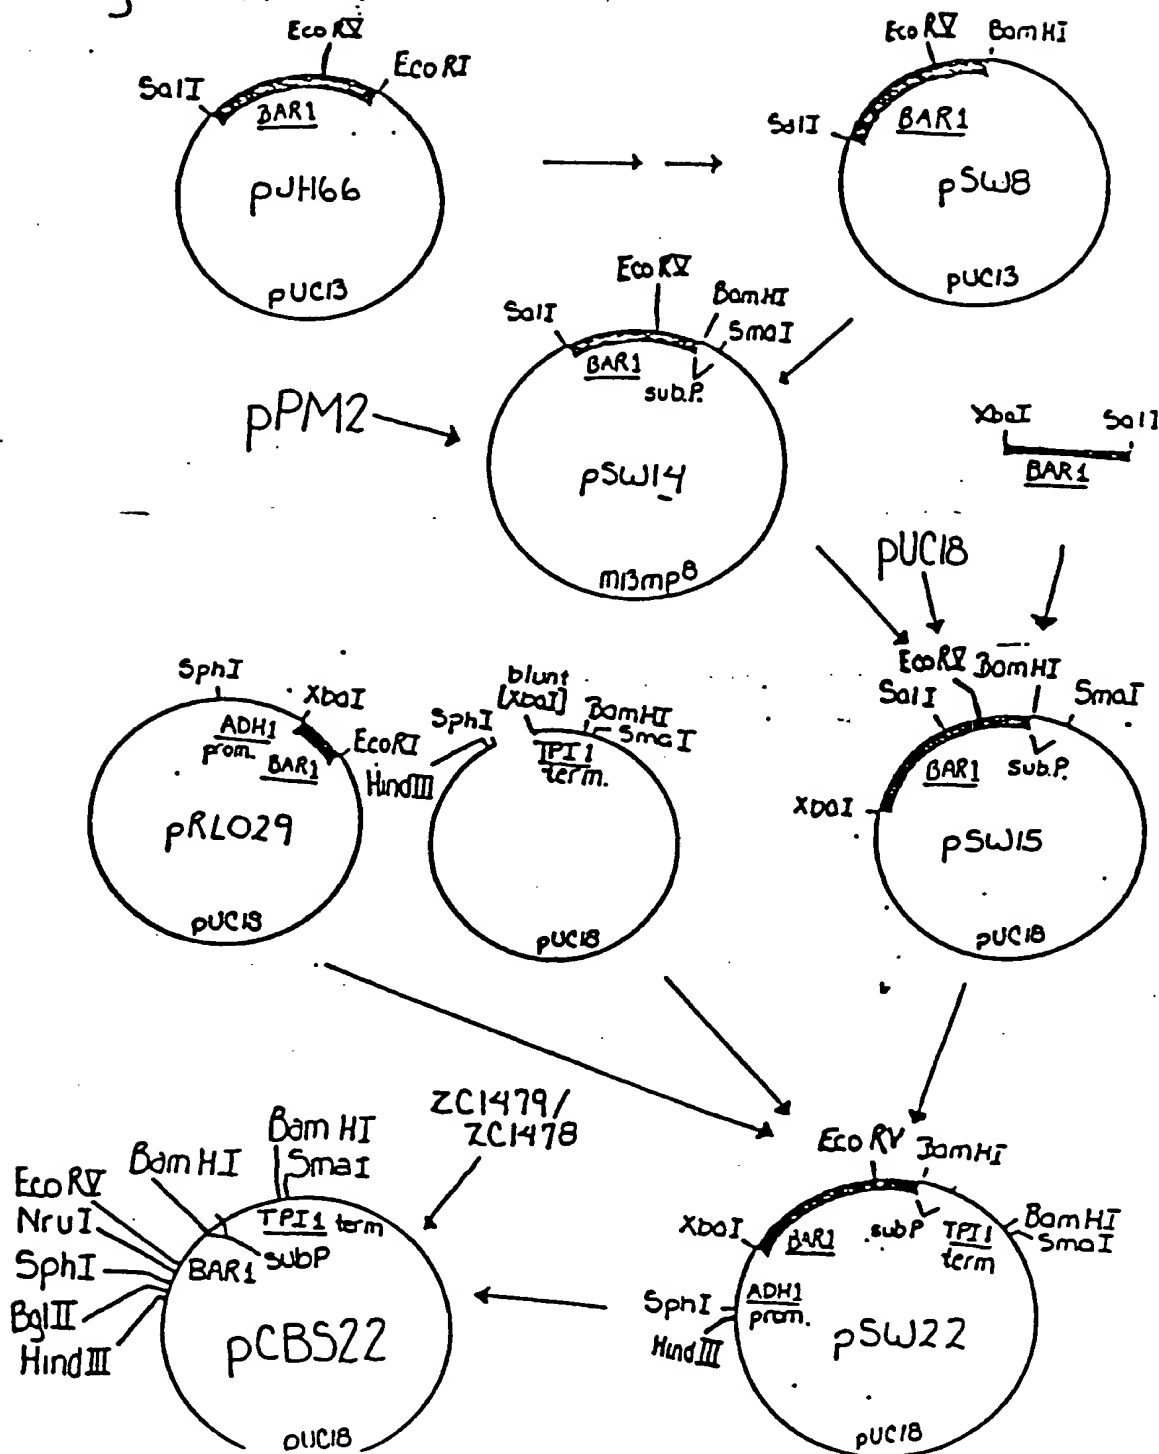 EcoRV
EcoRI
SalI
BAR1
pJH66
pUC13
EcoRV
BamHI
SalI
BAR1
pSW8
pUC13
EcoRV
BamHI
SalI
SmaI
BAR1
sub.P.
pPM2
pSW14
m13mp8
XbaI
SalI
BAR1
pUC18
EcoRV
BamHI
SalI
SmaI
BAR1
sub.P.
XbaI
pSW15
pUC18
SphI
XbaI
ADH1
prom.
BAR1
EcoRI
pRL029
pUC18
blunt
[XbaI]
SphI
BamHI
SmaI
HindIII
TPI1
term.
pUC18
ZC1479/
ZC1478
BamHI
SmaI
BamHI
EcoRV
NruI
SphI
BglII
HindIII
TPI1 term
subP
BAR1
pCBS22
pUC18
EcoRV
BamHI
XbaI
BAR1
subP
TPI1
term
BamHI
SmaI
SphI
HindIII
ADH1
prom.
pSW22
pUC18